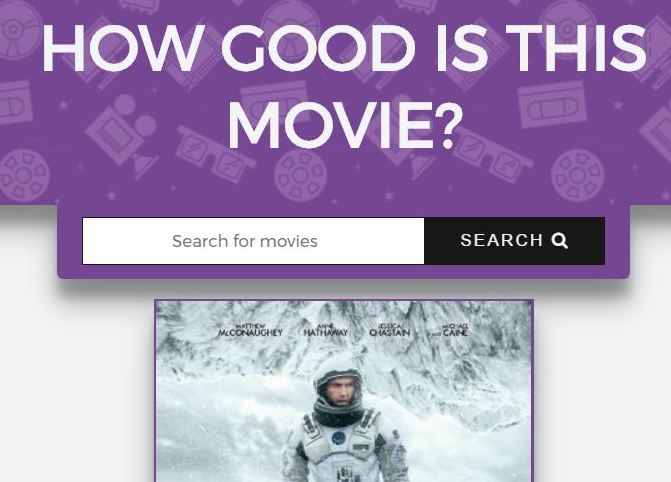 HOW GOOD IS THIS
MOVIE?
Search for movies
SEARCH
MATTHEW ANNE JESSICA MICHAEL
McCONAUGHEY HATHAWAY CHASTAIN AND CAINE